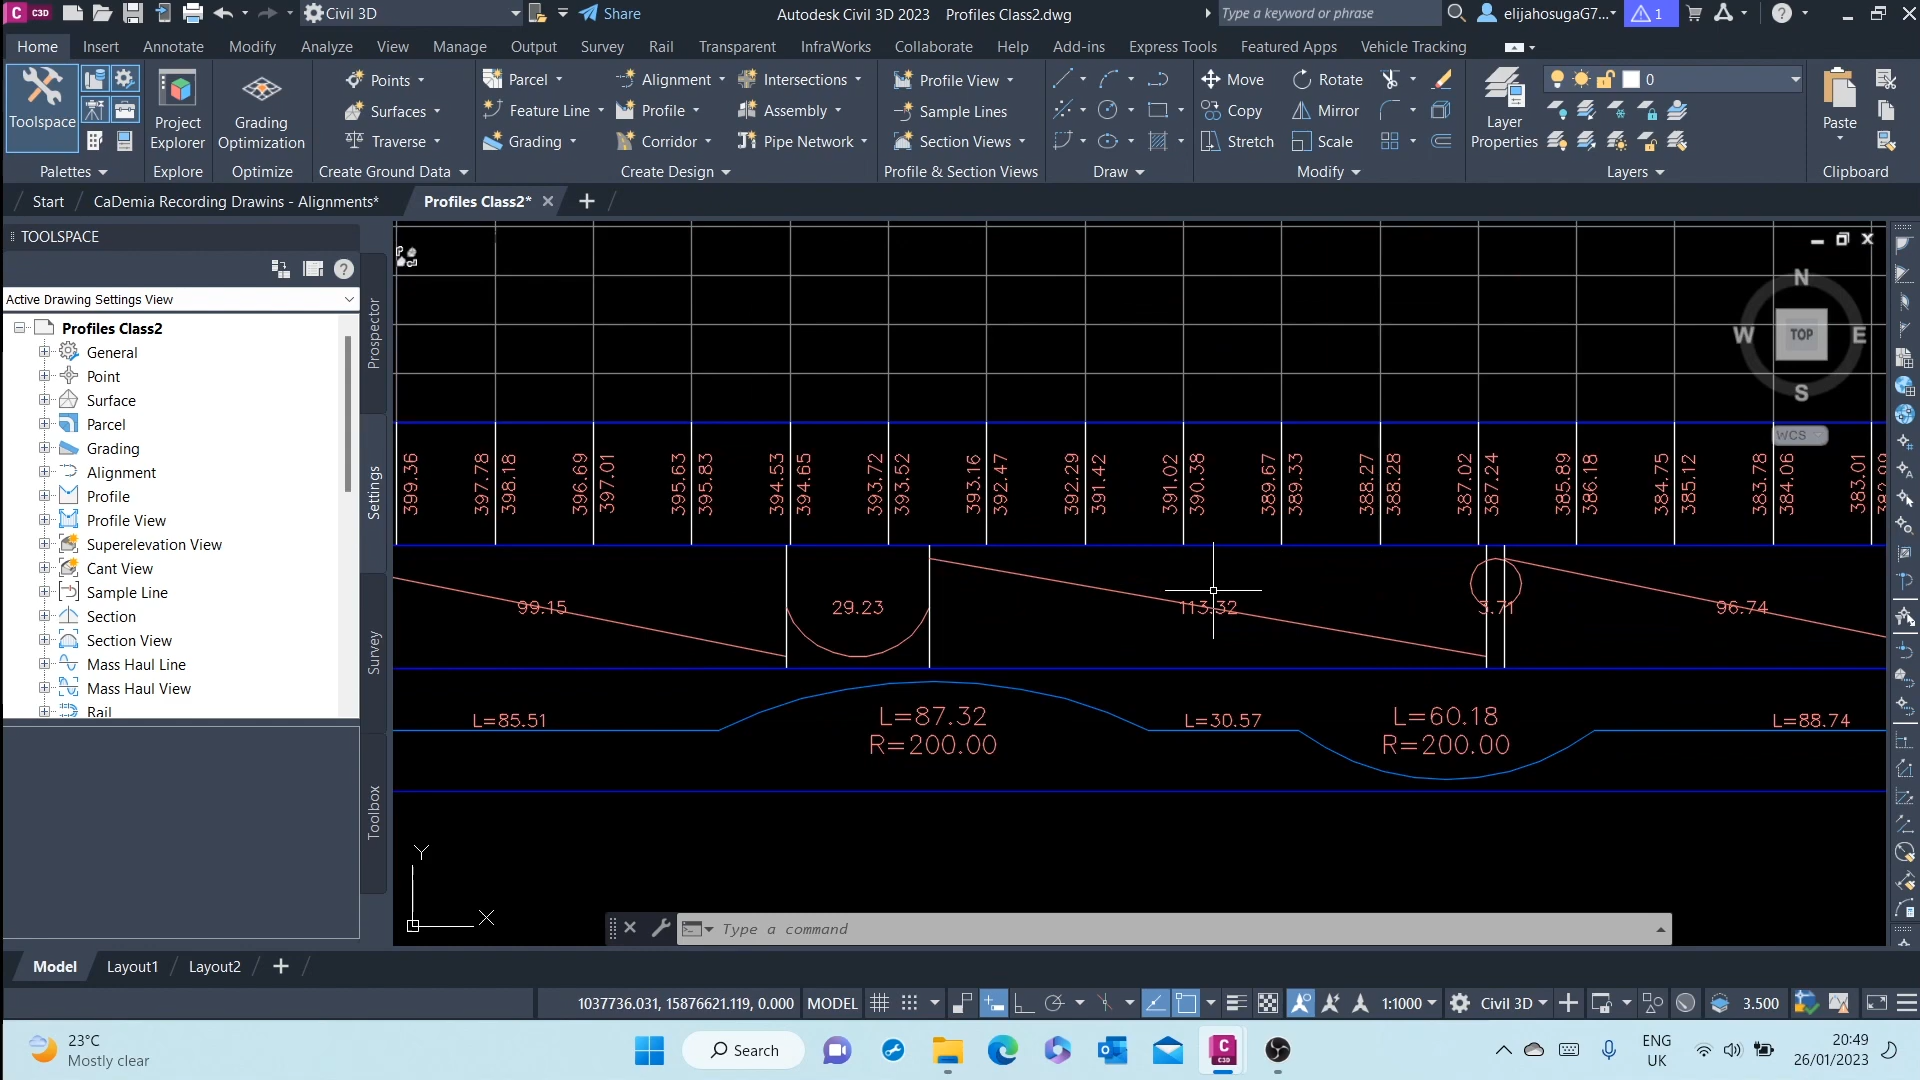 C3D Civil 3D Share Autodesk Civil 3D 2023 Profiles Class2.dwg Type a keyword or phrase elijahosugaG7... 1
Home Insert Annotate Modify Analyze View Manage Output Survey Rail Transparent InfraWorks Collaborate Help Add-ins Express Tools Featured Apps Vehicle Tracking
Points Parcel Alignment Intersections Profile View Move Rotate 0
Toolspace Project Explorer Grading Optimization Surfaces Feature Line Profile Assembly Sample Lines Copy Mirror Layer Properties Paste
Traverse Grading Corridor Pipe Network Section Views Stretch Scale
Palettes Explore Optimize Create Ground Data Create Design Profile & Section Views Draw Modify Layers Clipboard
Start CaDemia Recording Drawins - Alignments* Profiles Class2*
TOOLSPACE
Active Drawing Settings View
Profiles Class2
General
Point
Surface
Parcel
Grading
Alignment
Profile
Profile View
Superelevation View
Cant View
Sample Line
Section
Section View
Mass Haul Line
Mass Haul View
Rail
Prospector
Settings
Survey
Toolbox
N
W TOP E
S
WCS
399.36 397.78 398.18 396.69 397.01 395.63 395.83 394.53 394.65 393.72 393.52 393.16 392.47 392.29 391.42 391.02 390.38 389.67 389.33 388.27 388.28 387.02 387.24 385.89 386.18 384.75 385.12 383.78 384.06 383.01
99.15 29.23 113.32 3.71 96.74
L=85.51 L=87.32 L=30.57 L=60.18 L=88.74
R=200.00 R=200.00
Y
X
Type a command
Model Layout1 Layout2
1037736.031, 15876621.119, 0.000 MODEL 1:1000 Civil 3D 3.500
23°C
Mostly clear
Search
ENG
UK
20:49
26/01/2023